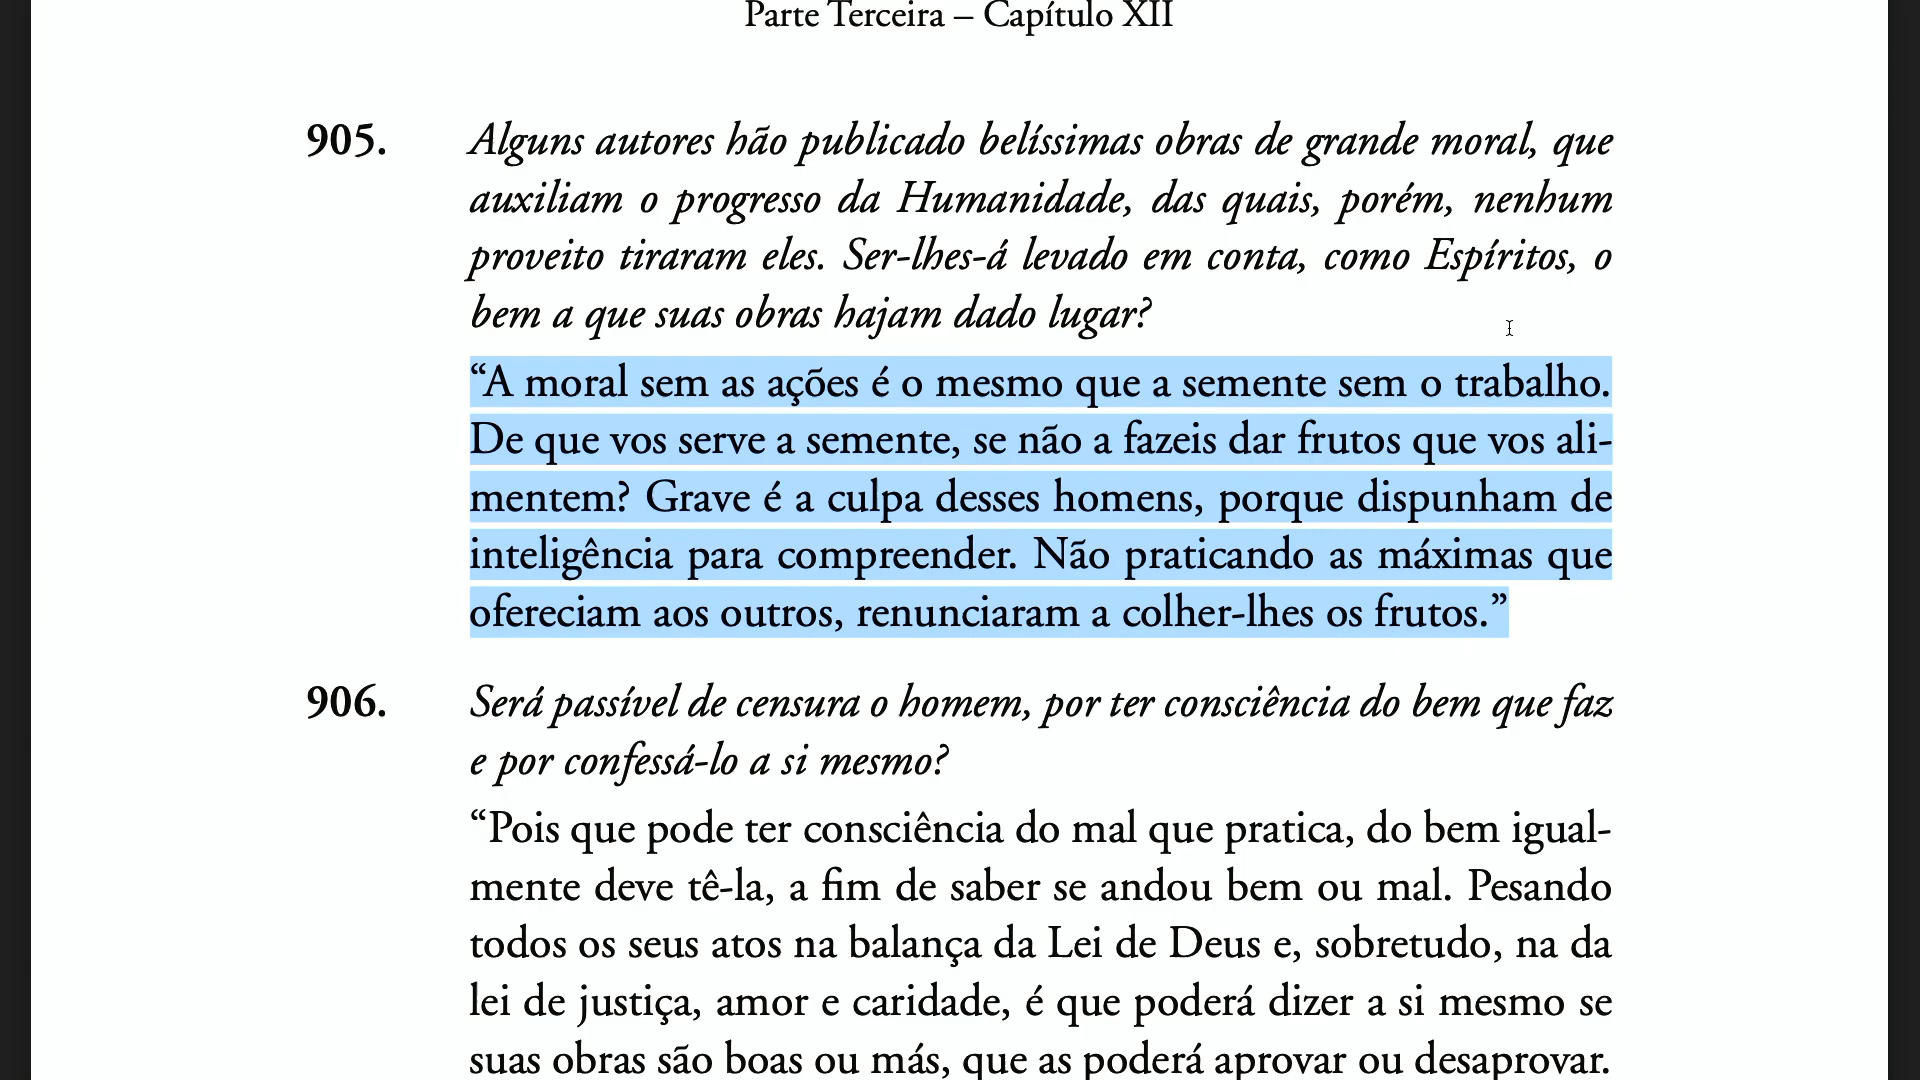 Parte Terceira – Capítulo XII
905. Alguns autores hão publicado belíssimas obras de grande moral, que
auxiliam o progresso da Humanidade, das quais, porém, nenhum
proveito tiraram eles. Ser-lhes-á levado em conta, como Espíritos, o
bem a que suas obras hajam dado lugar?
“A moral sem as ações é o mesmo que a semente sem o trabalho.
De que vos serve a semente, se não a fazeis dar frutos que vos ali-
mentem? Grave é a culpa desses homens, porque dispunham de
inteligência para compreender. Não praticando as máximas que
ofereciam aos outros, renunciaram a colher-lhes os frutos.”
906. Será passível de censura o homem, por ter consciência do bem que faz
e por confessá-lo a si mesmo?
“Pois que pode ter consciência do mal que pratica, do bem igual-
mente deve tê-la, a fim de saber se andou bem ou mal. Pesando
todos os seus atos na balança da Lei de Deus e, sobretudo, na da
lei de justiça, amor e caridade, é que poderá dizer a si mesmo se
suas obras são boas ou más, que as poderá aprovar ou desaprovar.